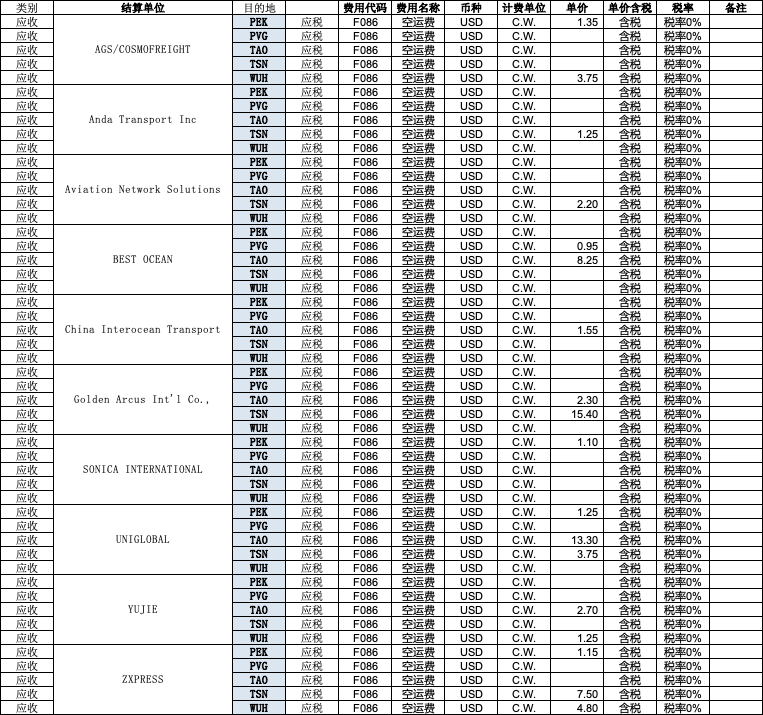 类别 结算单位 目的地 费用代码 费用名称 币种 计费单位 单价 单价含税 税率 备注
应收 PEK 应税 F086 空运费 USD C.W. 1.35 含税 税率0%
应收 PVG 应税 F086 空运费 USD C.W. 含税 税率0%
应收 AGS/COSMOFREIGHT TAO 应税 F086 空运费 USD C.W. 含税 税率0%
应收 TSN 应税 F086 空运费 USD C.W. 含税 税率0%
应收 WUH 应税 F086 空运费 USD C.W. 3.75 含税 税率0%
应收 PEK 应税 F086 空运费 USD C.W. 含税 税率0%
应收 PVG 应税 F086 空运费 USD C.W. 含税 税率0%
应收 Anda Transport Inc TAO 应税 F086 空运费 USD C.W. 含税 税率0%
应收 TSN 应税 F086 空运费 USD C.W. 1.25 含税 税率0%
应收 WUH 应税 F086 空运费 USD C.W. 含税 税率0%
应收 PEK 应税 F086 空运费 USD C.W. 含税 税率0%
应收 PVG 应税 F086 空运费 USD C.W. 含税 税率0%
应收 Aviation Network Solutions TAO 应税 F086 空运费 USD C.W. 含税 税率0%
应收 TSN 应税 F086 空运费 USD C.W. 2.20 含税 税率0%
应收 WUH 应税 F086 空运费 USD C.W. 含税 税率0%
应收 PEK 应税 F086 空运费 USD C.W. 含税 税率0%
应收 PVG 应税 F086 空运费 USD C.W. 0.95 含税 税率0%
应收 BEST OCEAN TAO 应税 F086 空运费 USD C.W. 8.25 含税 税率0%
应收 TSN 应税 F086 空运费 USD C.W. 含税 税率0%
应收 WUH 应税 F086 空运费 USD C.W. 含税 税率0%
应收 PEK 应税 F086 空运费 USD C.W. 含税 税率0%
应收 PVG 应税 F086 空运费 USD C.W. 含税 税率0%
应收 China Interocean Transport TAO 应税 F086 空运费 USD C.W. 1.55 含税 税率0%
应收 TSN 应税 F086 空运费 USD C.W. 含税 税率0%
应收 WUH 应税 F086 空运费 USD C.W. 含税 税率0%
应收 PEK 应税 F086 空运费 USD C.W. 含税 税率0%
应收 PVG 应税 F086 空运费 USD C.W. 含税 税率0%
应收 Golden Arcus Int'l Co., TAO 应税 F086 空运费 USD C.W. 2.30 含税 税率0%
应收 TSN 应税 F086 空运费 USD C.W. 15.40 含税 税率0%
应收 WUH 应税 F086 空运费 USD C.W. 含税 税率0%
应收 PEK 应税 F086 空运费 USD C.W. 1.10 含税 税率0%
应收 PVG 应税 F086 空运费 USD C.W. 含税 税率0%
应收 SONICA INTERNATIONAL TAO 应税 F086 空运费 USD C.W. 含税 税率0%
应收 TSN 应税 F086 空运费 USD C.W. 含税 税率0%
应收 WUH 应税 F086 空运费 USD C.W. 含税 税率0%
应收 PEK 应税 F086 空运费 USD C.W. 1.25 含税 税率0%
应收 PVG 应税 F086 空运费 USD C.W. 含税 税率0%
应收 UNIGLOBAL TAO 应税 F086 空运费 USD C.W. 13.30 含税 税率0%
应收 TSN 应税 F086 空运费 USD C.W. 3.75 含税 税率0%
应收 WUH 应税 F086 空运费 USD C.W. 含税 税率0%
应收 PEK 应税 F086 空运费 USD C.W. 含税 税率0%
应收 PVG 应税 F086 空运费 USD C.W. 含税 税率0%
应收 YUJIE TAO 应税 F086 空运费 USD C.W. 2.70 含税 税率0%
应收 TSN 应税 F086 空运费 USD C.W. 含税 税率0%
应收 WUH 应税 F086 空运费 USD C.W. 1.25 含税 税率0%
应收 PEK 应税 F086 空运费 USD C.W. 1.15 含税 税率0%
应收 PVG 应税 F086 空运费 USD C.W. 含税 税率0%
应收 ZXPRESS TAO 应税 F086 空运费 USD C.W. 含税 税率0%
应收 TSN 应税 F086 空运费 USD C.W. 7.50 含税 税率0%
应收 WUH 应税 F086 空运费 USD C.W. 4.80 含税 税率0%